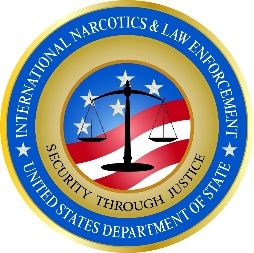 INTERNATIONAL NARCOTICS & LAW ENFORCEMENT
SECURITY THROUGH JUSTICE
UNITED STATES DEPARTMENT OF STATE